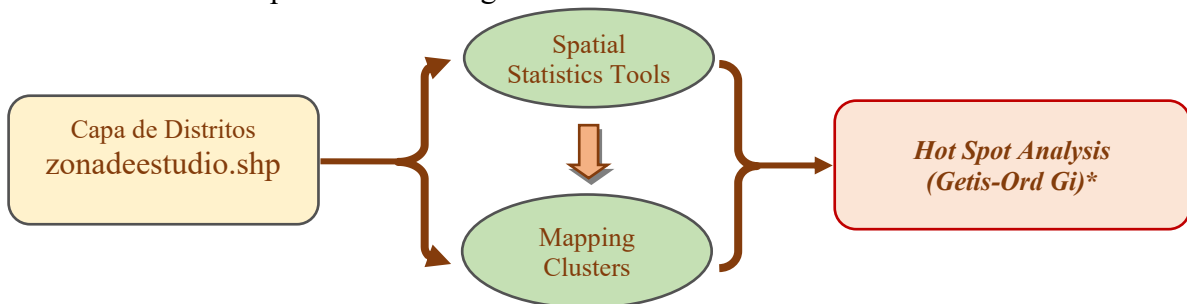 Capa de Distritos
zonadeestudio.shp
Spatial
Statistics Tools
Mapping
Clusters
Hot Spot Analysis
(Getis-Ord Gi)*